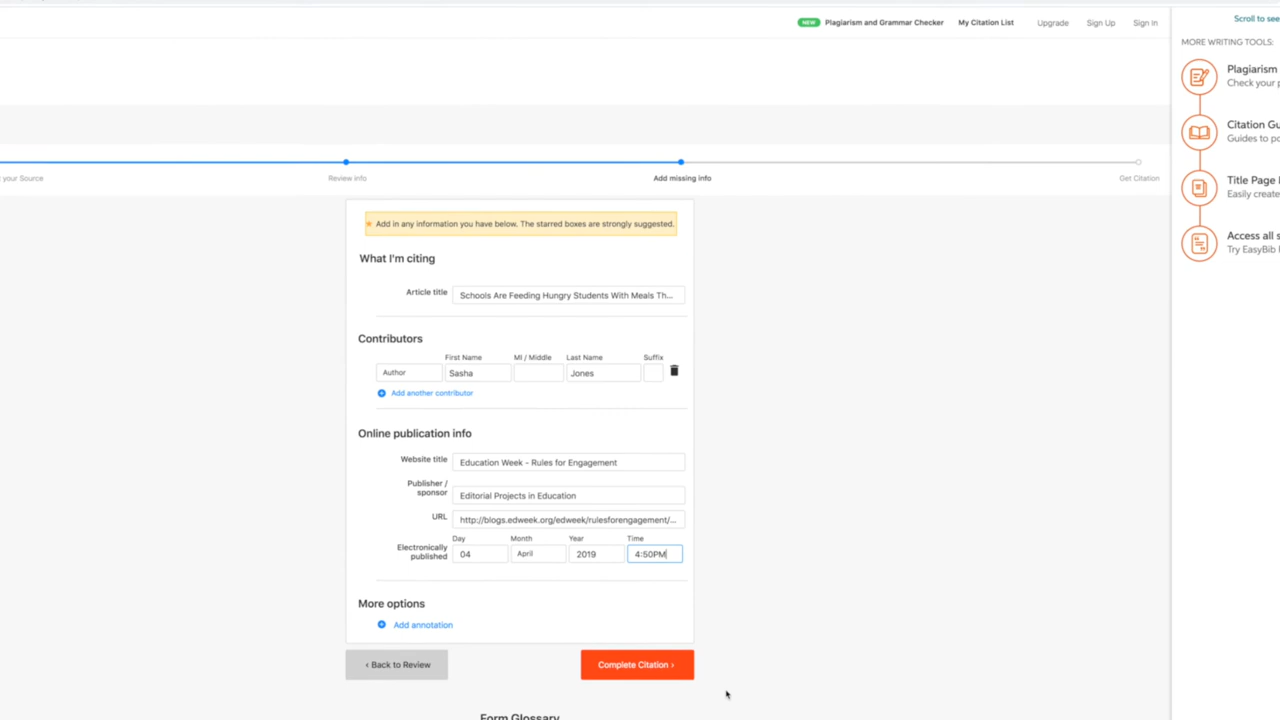 Scroll to see
NEW Plagiarism and Grammar Checker My Citation List Upgrade Sign Up Sign In
MORE WRITING TOOLS:
Plagiarism
Check your p
Citation Gu
Guides to po
Title Page
Easily create
Access all s
Try EasyBib
your Source Review info Add missing info Get Citation
★ Add in any information you have below. The starred boxes are strongly suggested.
What I'm citing
Article title Schools Are Feeding Hungry Students With Meals Th...
Contributors
First Name MI / Middle Last Name Suffix
Author Sasha Jones
Add another contributor
Online publication info
Website title Education Week - Rules for Engagement
Publisher /
sponsor Editorial Projects in Education
URL http://blogs.edweek.org/edweek/rulesforengagement/...
Day Month Year Time
Electronically
published 04 April 2019 4:50PM
More options
Add annotation
‹ Back to Review Complete Citation ›
Form Glossary